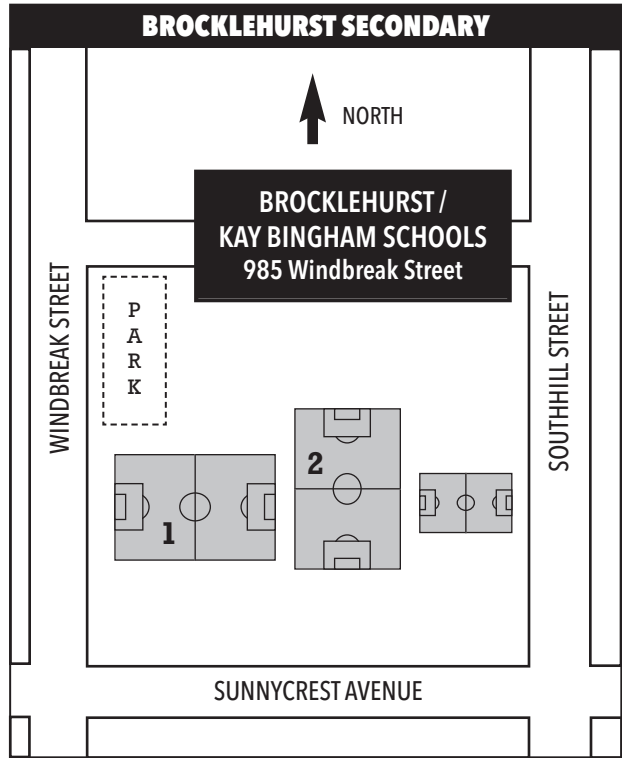 BROCKLEHURST SECONDARY
NORTH
BROCKLEHURST /
KAY BINGHAM SCHOOLS
985 Windbreak Street
WINDBREAK STREET
P
A
R
K
SOUTHHILL STREET
2
1
SUNNYCREST AVENUE